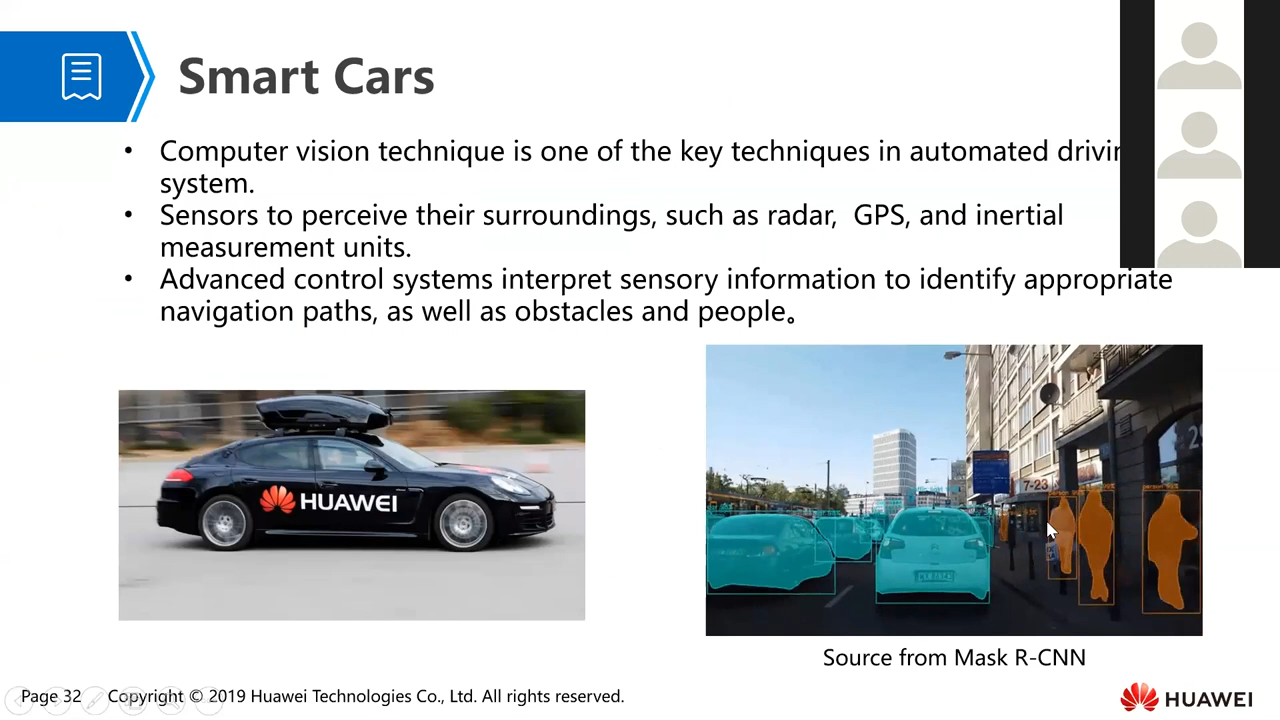 Smart Cars
• Computer vision technique is one of the key techniques in automated
system.
• Sensors to perceive their surroundings, such as radar, GPS, and inertial
measurement units.
• Advanced control systems interpret sensory information to identify appropriate
navigation paths, as well as obstacles and people。
HUAWEI
7-23
Source from Mask R-CNN
Page 32
Copyright © 2019 Huawei Technologies Co., Ltd. All rights reserved.
HUAWEI